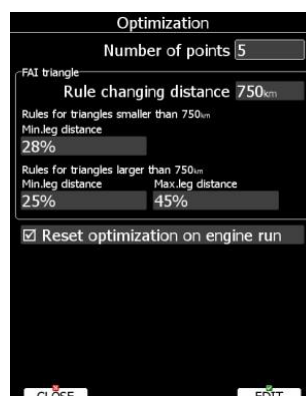 Optimization
Number of points 5
FAI triangle
Rule changing distance 750km
Rules for triangles smaller than 750km
Min.leg distance
28%
Rules for triangles larger than 750km
Min.leg distance Max.leg distance
25% 45%
Reset optimization on engine run
CLOSE EDIT